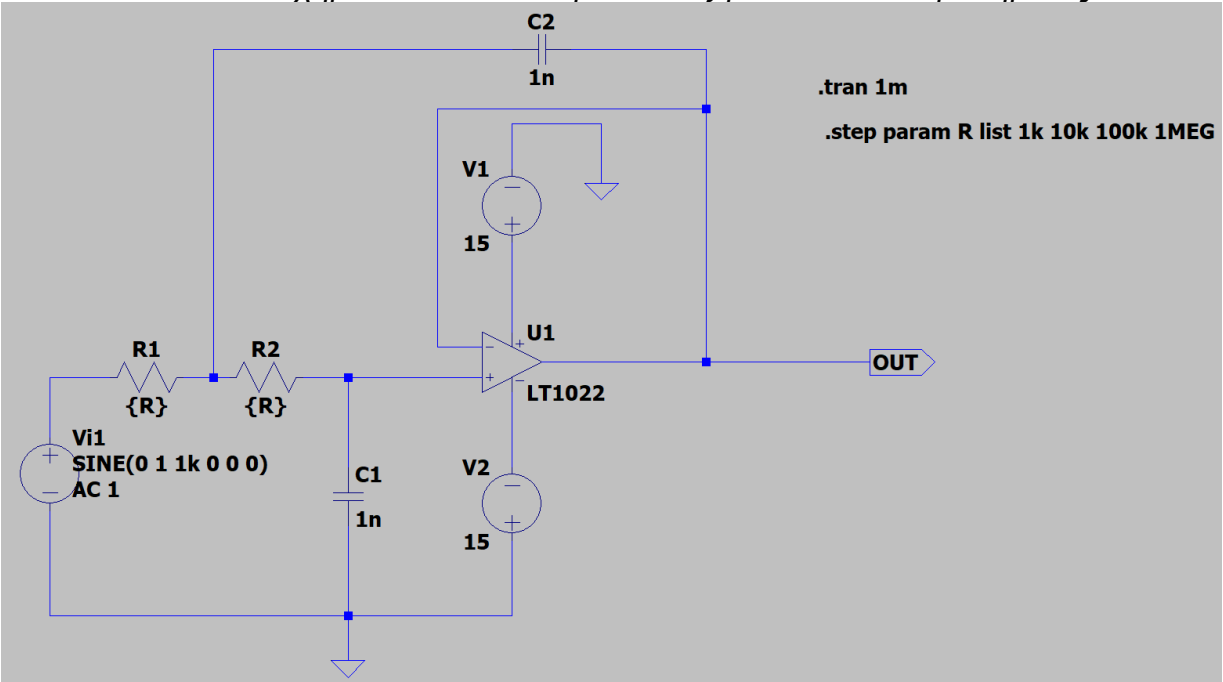 C2
1n
.tran 1m
.step param R list 1k 10k 100k 1MEG
V1
15
R1
{R}
R2
{R}
U1
LT1022
OUT
Vi1
SINE(0 1 1k 0 0 0)
AC 1
C1
1n
V2
15